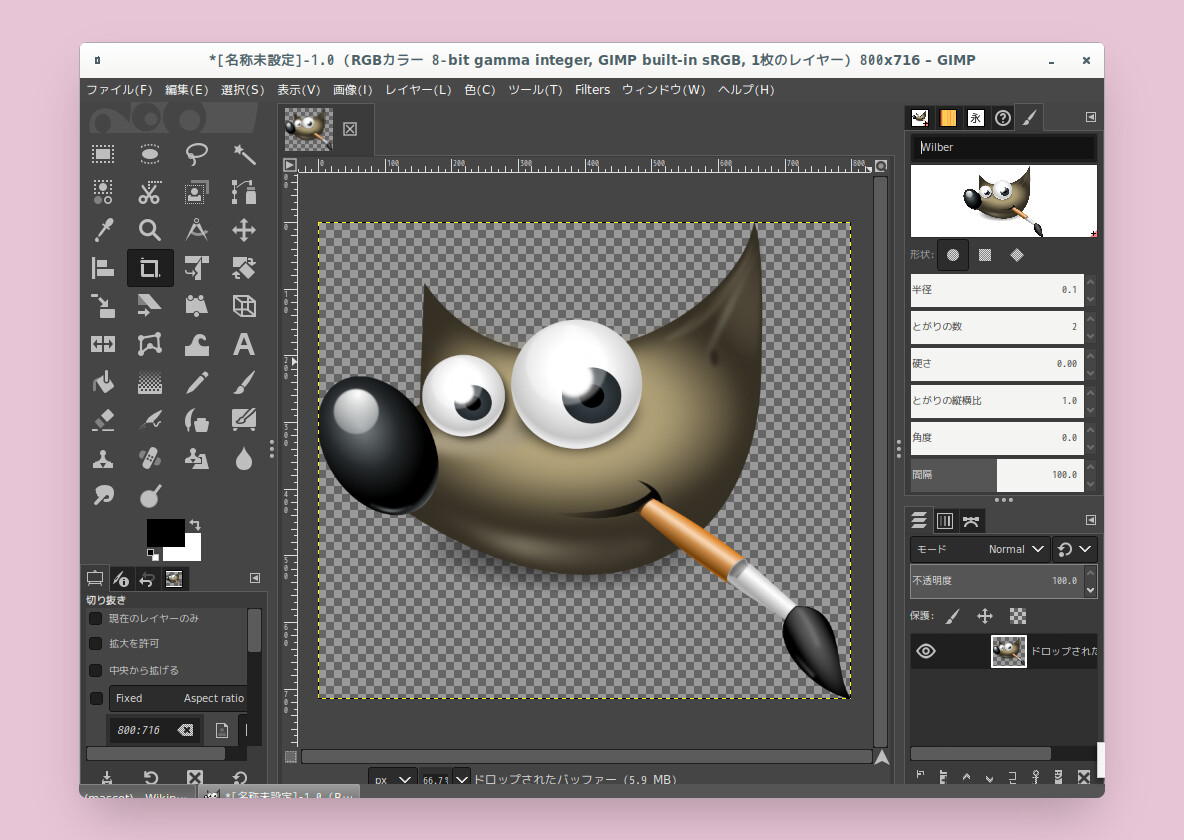 *[名称未設定]-1.0 (RGBカラー 8-bit gamma integer, GIMP built-in sRGB, 1枚のレイヤー) 800x716 – GIMP
ファイル(F) 編集(E) 選択(S) 表示(V) 画像(I) レイヤー(L) 色(C) ツール(T) Filters ウィンドウ(W) ヘルプ(H)
0 100 200 300 400 500 600 700 800
0 100 200 300 400 500 600 700
Wilber
形状:
半径 0.1
とがりの数 2
硬さ 0.00
とがりの縦横比 1.0
角度 0.0
間隔 100.0
モード Normal
不透明度 100.0
保護:
ドロップされた
切り抜き
現在のレイヤーのみ
拡大を許可
中央から拡げる
Fixed Aspect ratio
800:716
px 66.7 ドロップされたバッファー (5.9 MB)
(mascot) - Wikip... *[名称未設定]-1.0 (R...